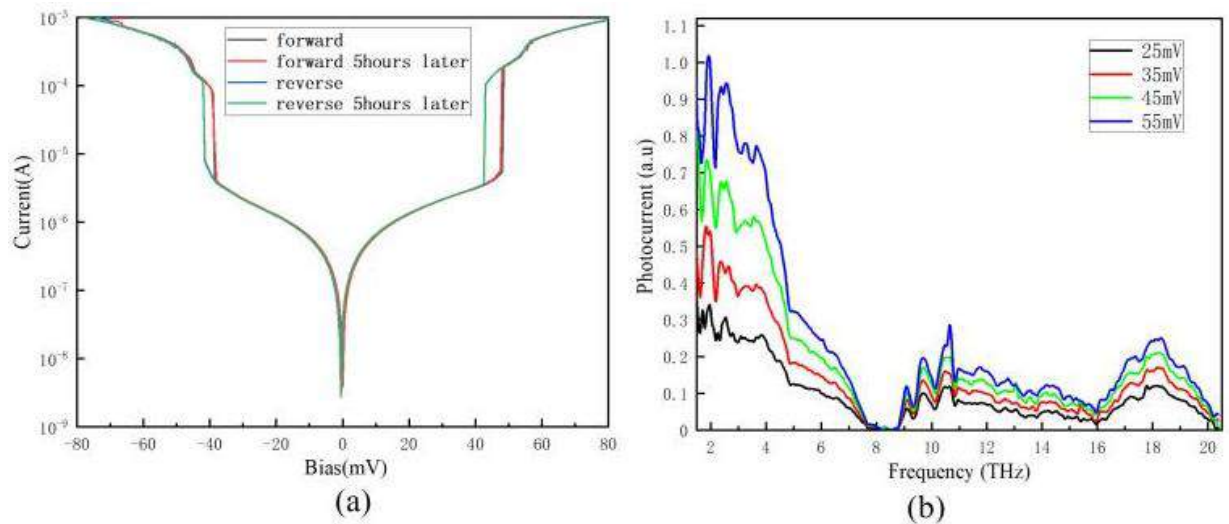 10⁻³
10⁻⁴
10⁻⁵
10⁻⁶
10⁻⁷
10⁻⁸
10⁻⁹
Current(A)
forward
forward 5hours later
reverse
reverse 5hours later
-80 -60 -40 -20 0 20 40 60 80
Bias(mV)
(a)
1.1
1.0
0.9
0.8
0.7
0.6
0.5
0.4
0.3
0.2
0.1
0
Photocurrent (a.u)
25mV
35mV
45mV
55mV
2 4 6 8 10 12 14 16 18 20
Frequency (THz)
(b)